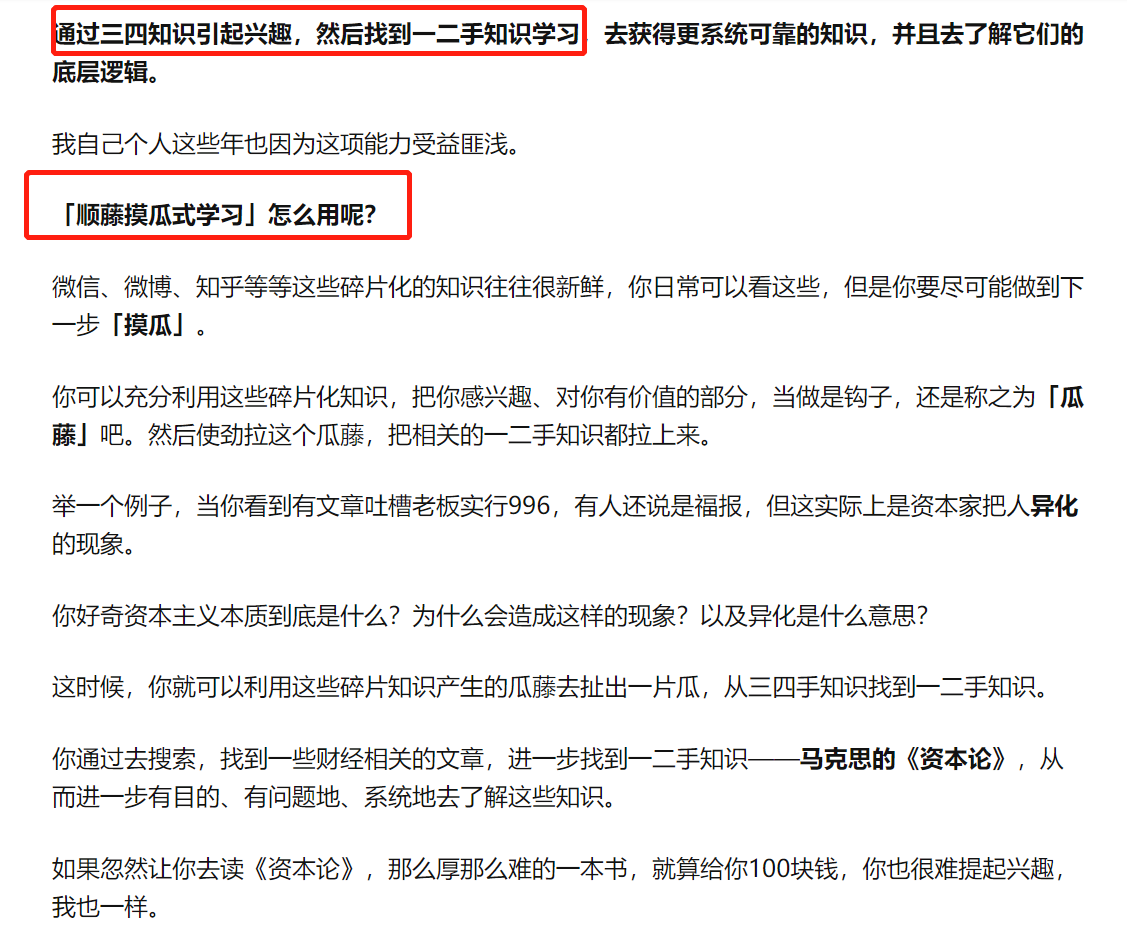 通过三四知识引起兴趣，然后找到一二手知识学习，去获得更系统可靠的知识，并且去了解它们的
底层逻辑。
我自己个人这些年也因为这项能力受益匪浅。
「顺藤摸瓜式学习」怎么用呢？
微信、微博、知乎等等这些碎片化的知识往往很新鲜，你日常可以看这些，但是你要尽可能做到下
一步「摸瓜」。
你可以充分利用这些碎片化知识，把你感兴趣、对你有价值的部分，当做是钩子，还是称之为「瓜
藤」吧。然后使劲拉这个瓜藤，把相关的一二手知识都拉上来。
举一个例子，当你看到有文章吐槽老板实行996，有人还说是福报，但这实际上是资本家把人异化
的现象。
你好奇资本主义本质到底是什么？为什么会造成这样的现象？以及异化是什么意思？
这时候，你就可以利用这些碎片知识产生的瓜藤去扯出一片瓜，从三四手知识找到一二手知识。
你通过去搜索，找到一些财经相关的文章，进一步找到一二手知识——马克思的《资本论》，从
而进一步有目的、有问题地、系统地去了解这些知识。
如果忽然让你去读《资本论》，那么厚那么难的一本书，就算给你100块钱，你也很难提起兴趣，
我也一样。